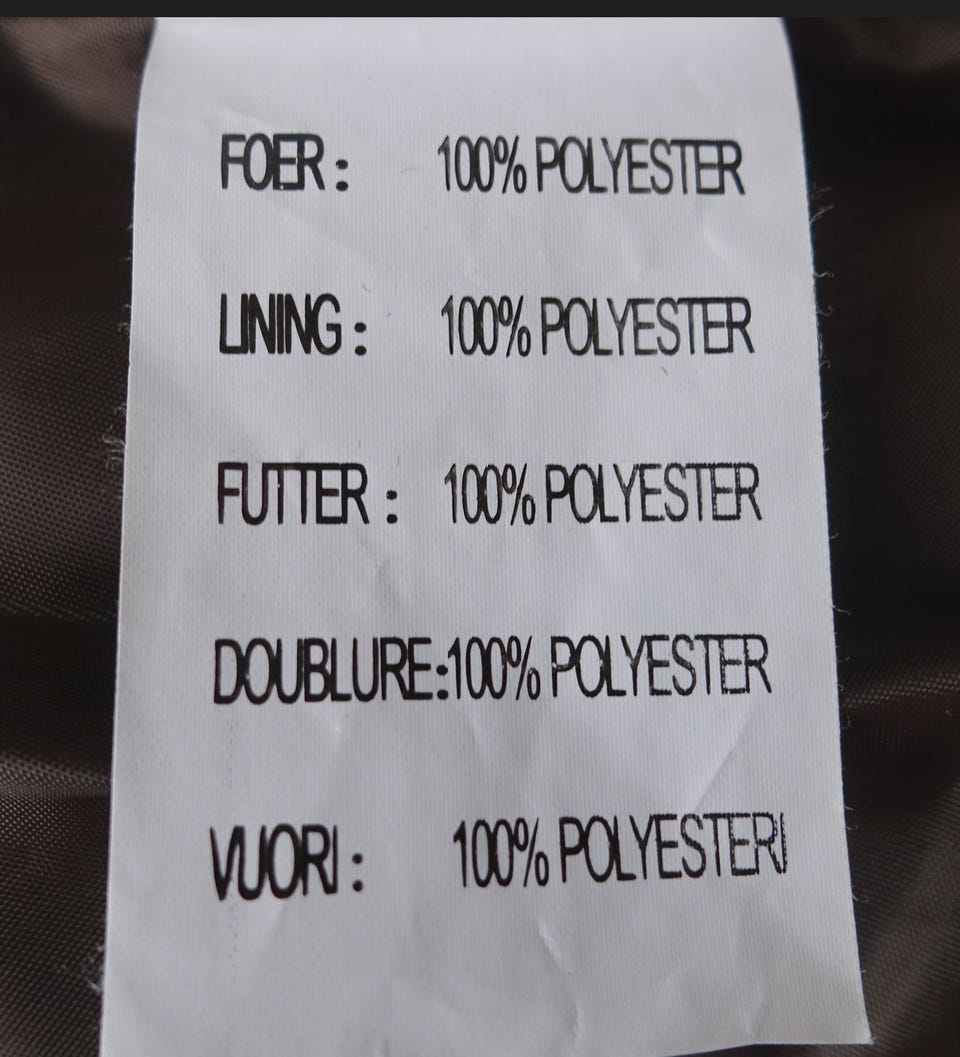 FOER: 100% POLYESTER
LINING: 100% POLYESTER
FUTTER: 100% POLYESTER
DOUBLURE:100% POLYESTER
VUORI: 100% POLYESTERI